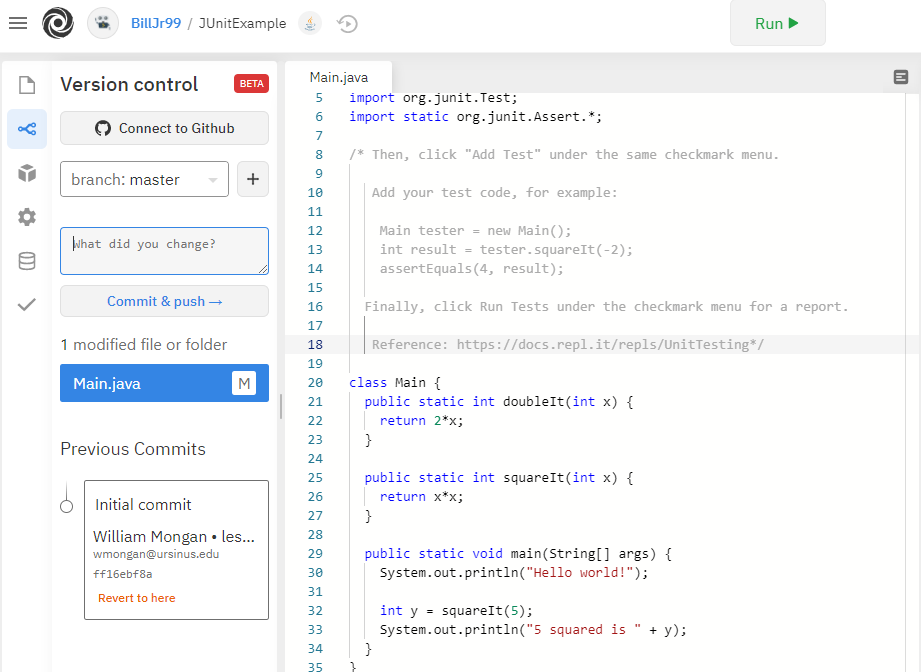 BillJr99 / JUnitExample
Run
Version control BETA
Connect to Github
branch: master
+
What did you change?
Commit & push →
1 modified file or folder
Main.java M
Previous Commits
Initial commit
William Mongan • les...
wmongan@ursinus.edu
ff16ebf8a
Revert to here
Main.java
5 import org.junit.Test;
6 import static org.junit.Assert.*;
7
8 /* Then, click "Add Test" under the same checkmark menu.
9
10 Add your test code, for example:
11
12 Main tester = new Main();
13 int result = tester.squareIt(-2);
14 assertEquals(4, result);
15
16 Finally, click Run Tests under the checkmark menu for a report.
17
18 Reference: https://docs.repl.it/repls/UnitTesting*/
19
20 class Main {
21 public static int doubleIt(int x) {
22 return 2*x;
23 }
24
25 public static int squareIt(int x) {
26 return x*x;
27 }
28
29 public static void main(String[] args) {
30 System.out.println("Hello world!");
31
32 int y = squareIt(5);
33 System.out.println("5 squared is " + y);
34 }
35 }